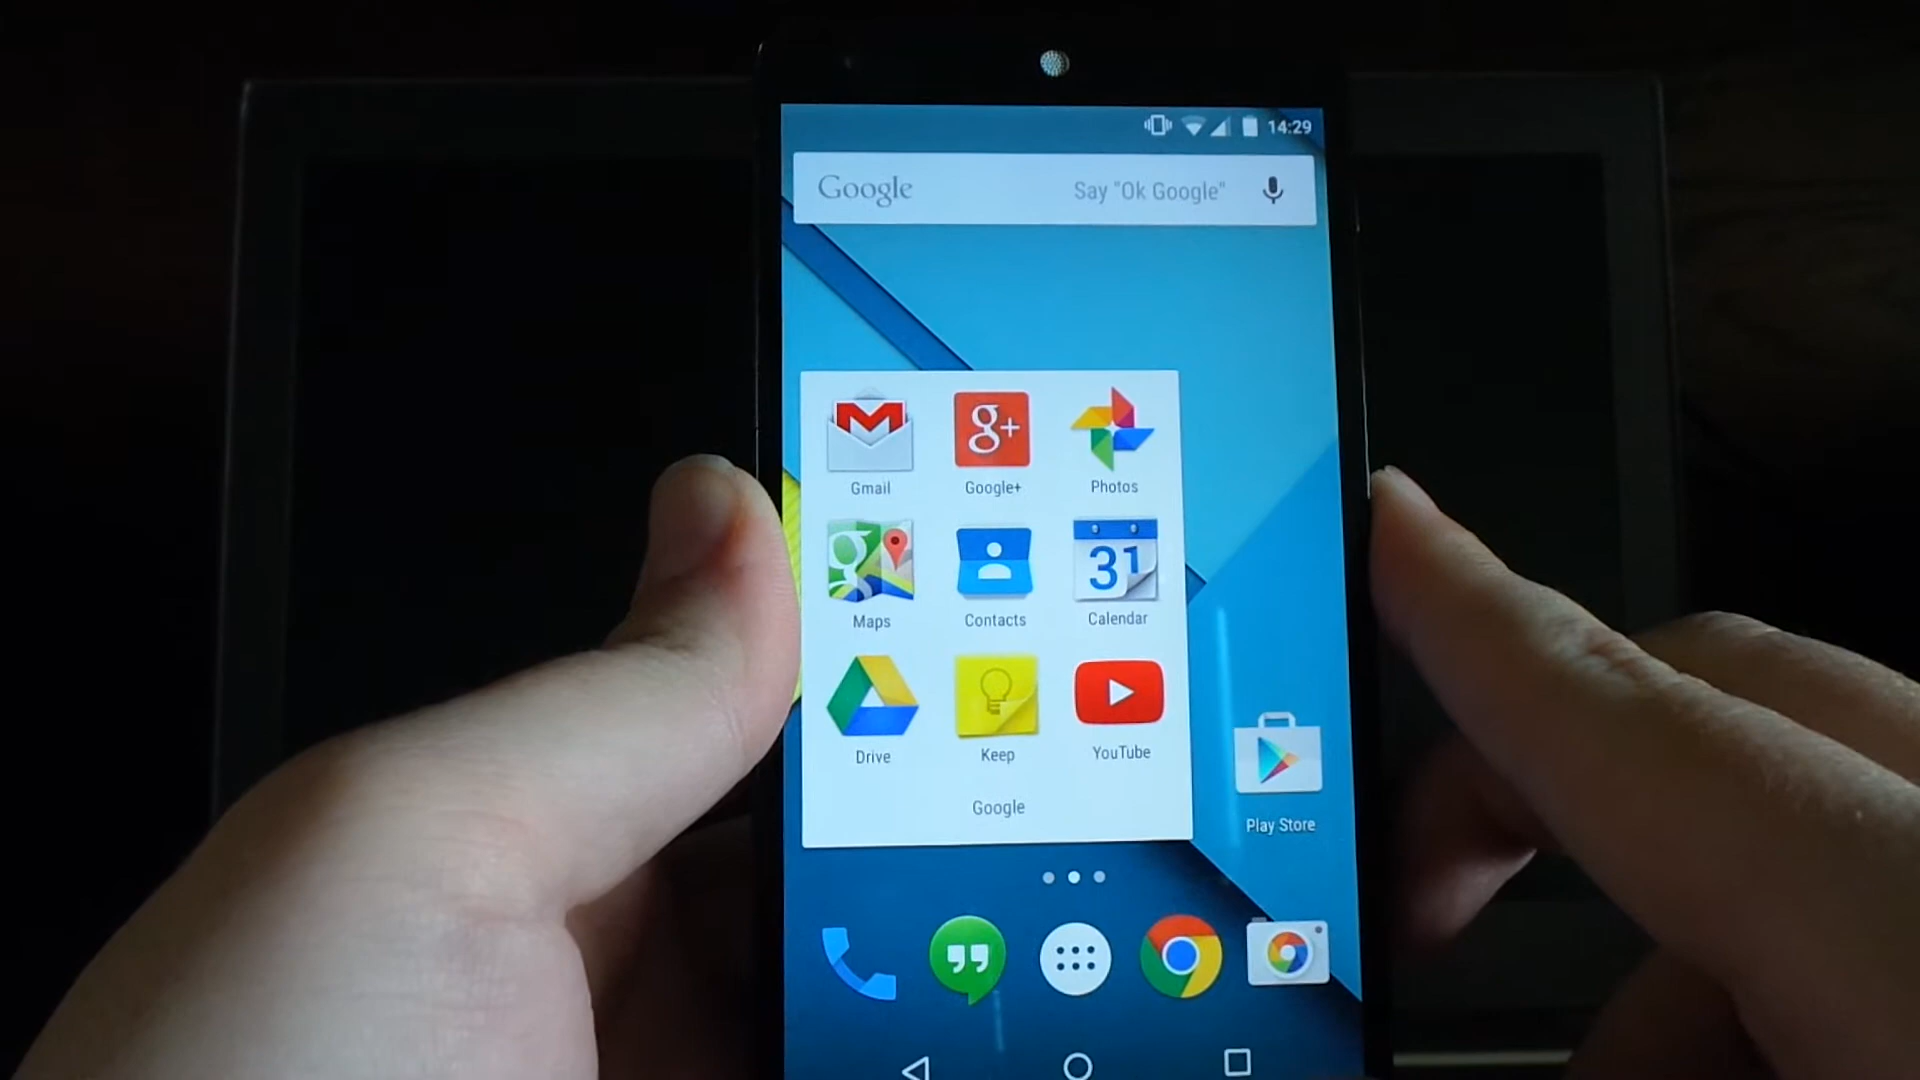 14:29
Google Say "Ok Google"
g+
Gmail Google+ Photos
g 31
Maps Contacts Calendar
Drive Keep YouTube
Google
Play Store